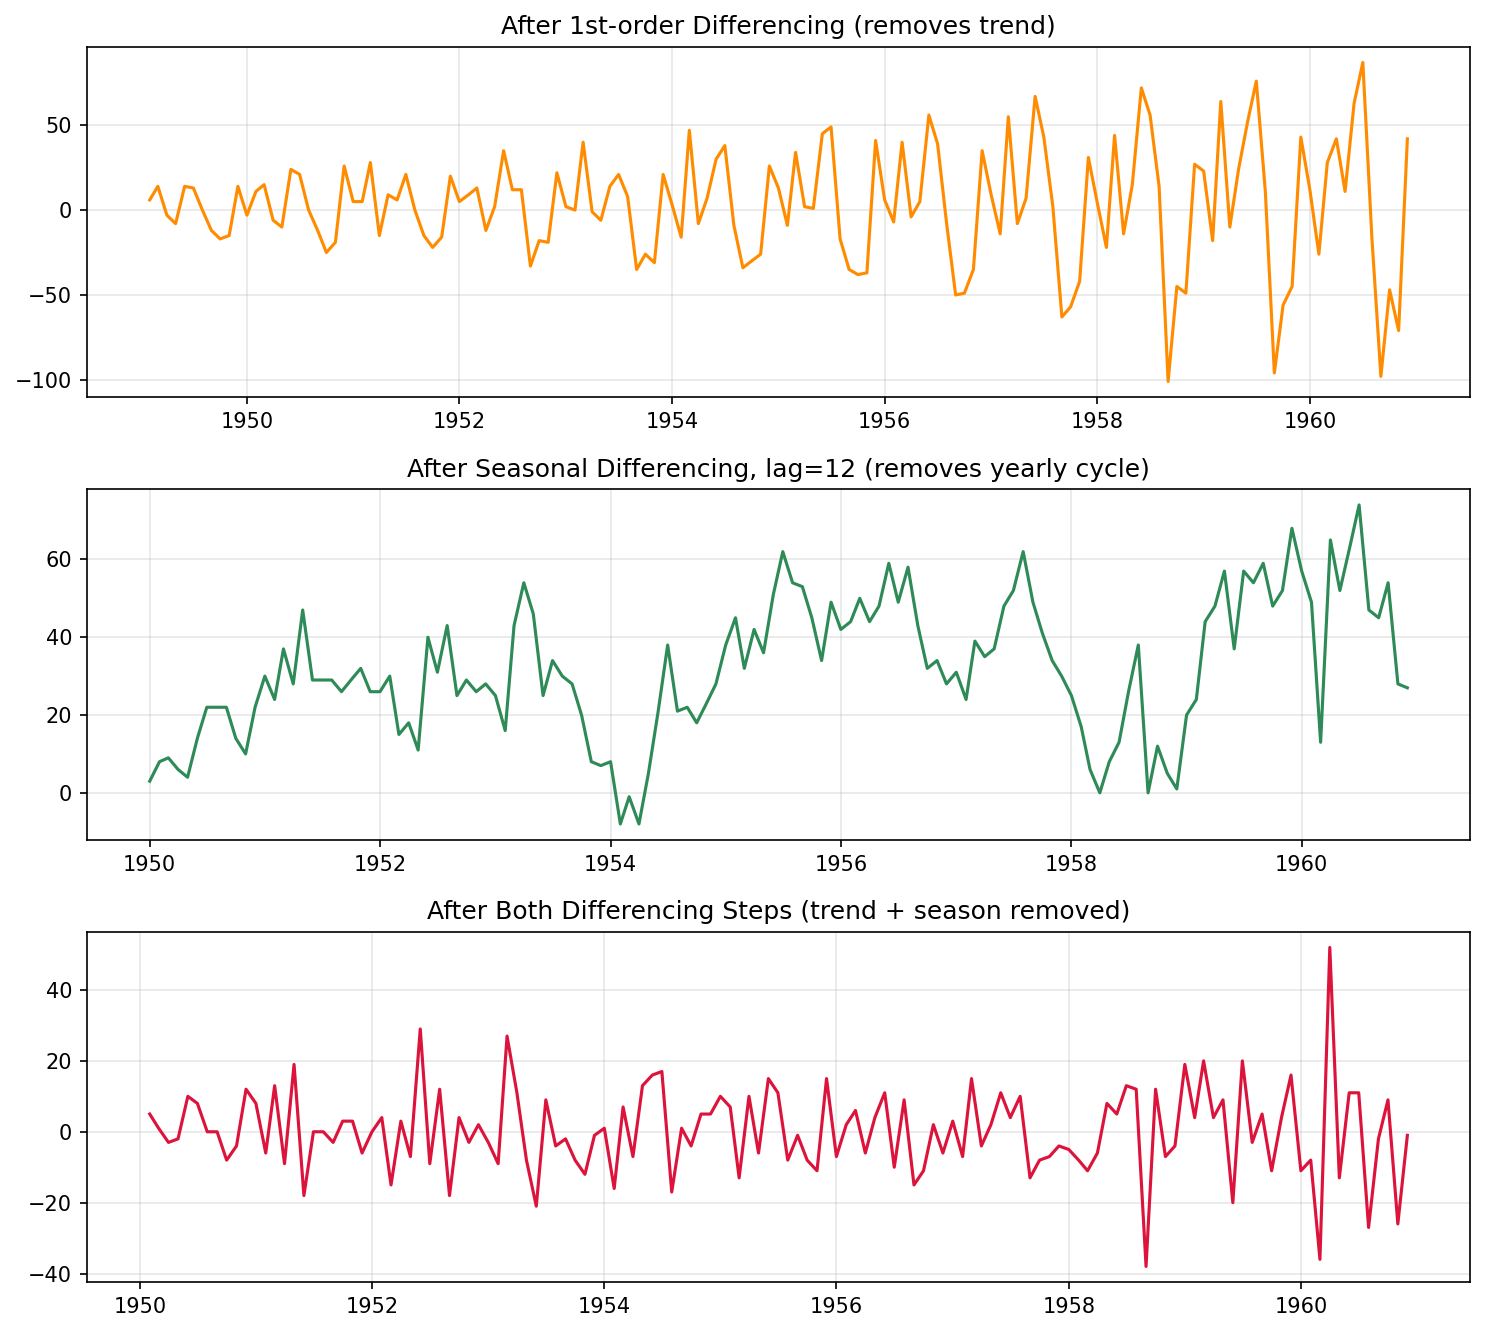 After 1st-order Differencing (removes trend)
50
0
−50
−100
1950 1952 1954 1956 1958 1960
After Seasonal Differencing, lag=12 (removes yearly cycle)
60
40
20
0
1950 1952 1954 1956 1958 1960
After Both Differencing Steps (trend + season removed)
40
20
0
−20
−40
1950 1952 1954 1956 1958 1960